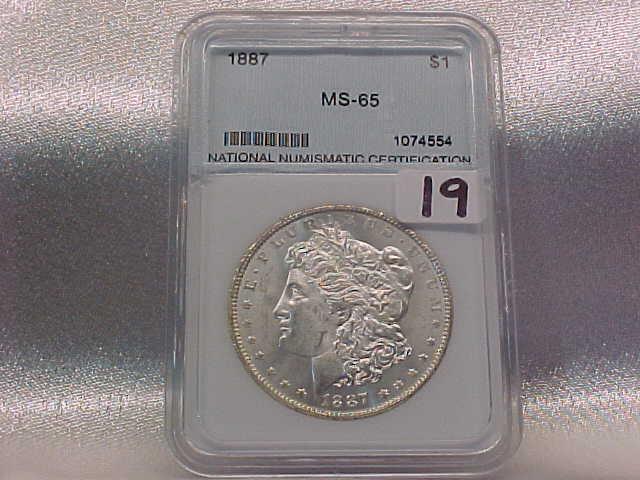 1887 $1
MS-65
1074554
NATIONAL NUMISMATIC CERTIFICATION
19
E·PLURIBUS·UNUM
1887